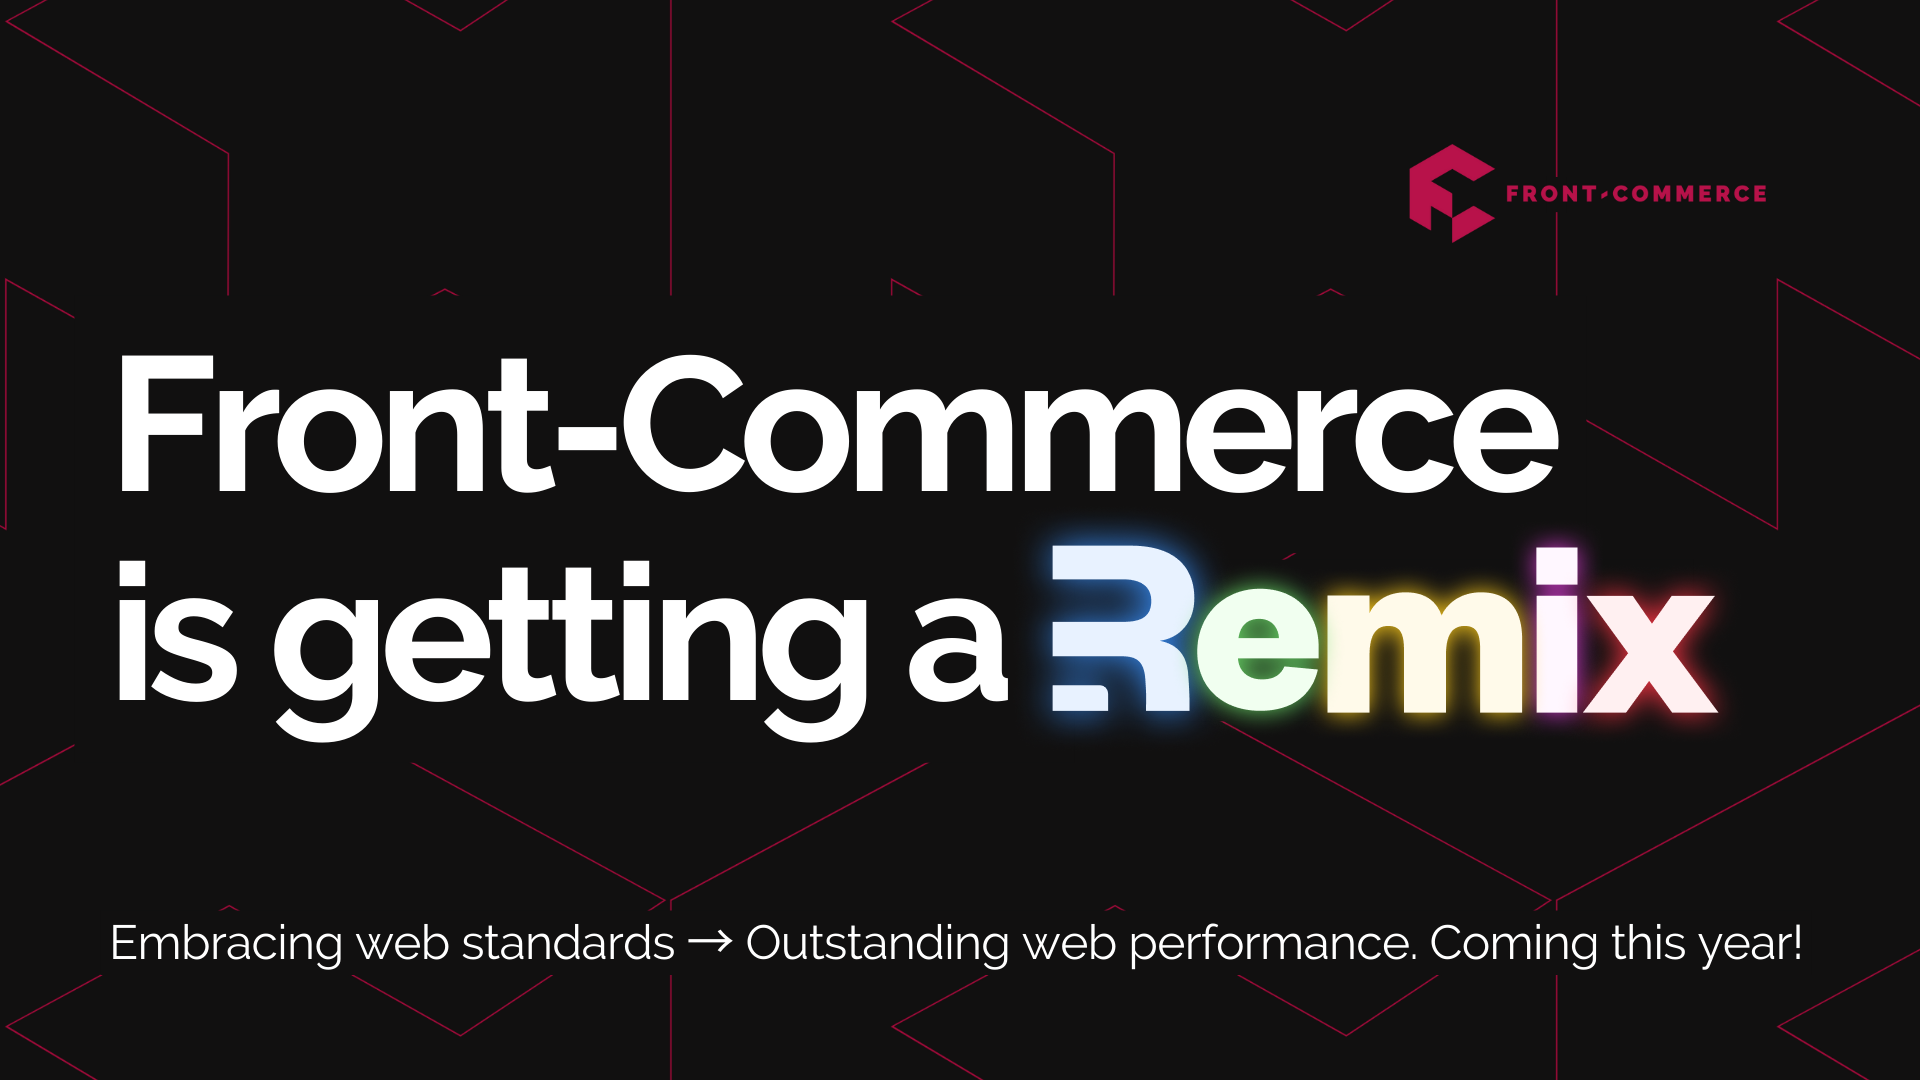 FRONT-COMMERCE
Front-Commerce
is getting a Remix
Embracing web standards → Outstanding web performance. Coming this year!